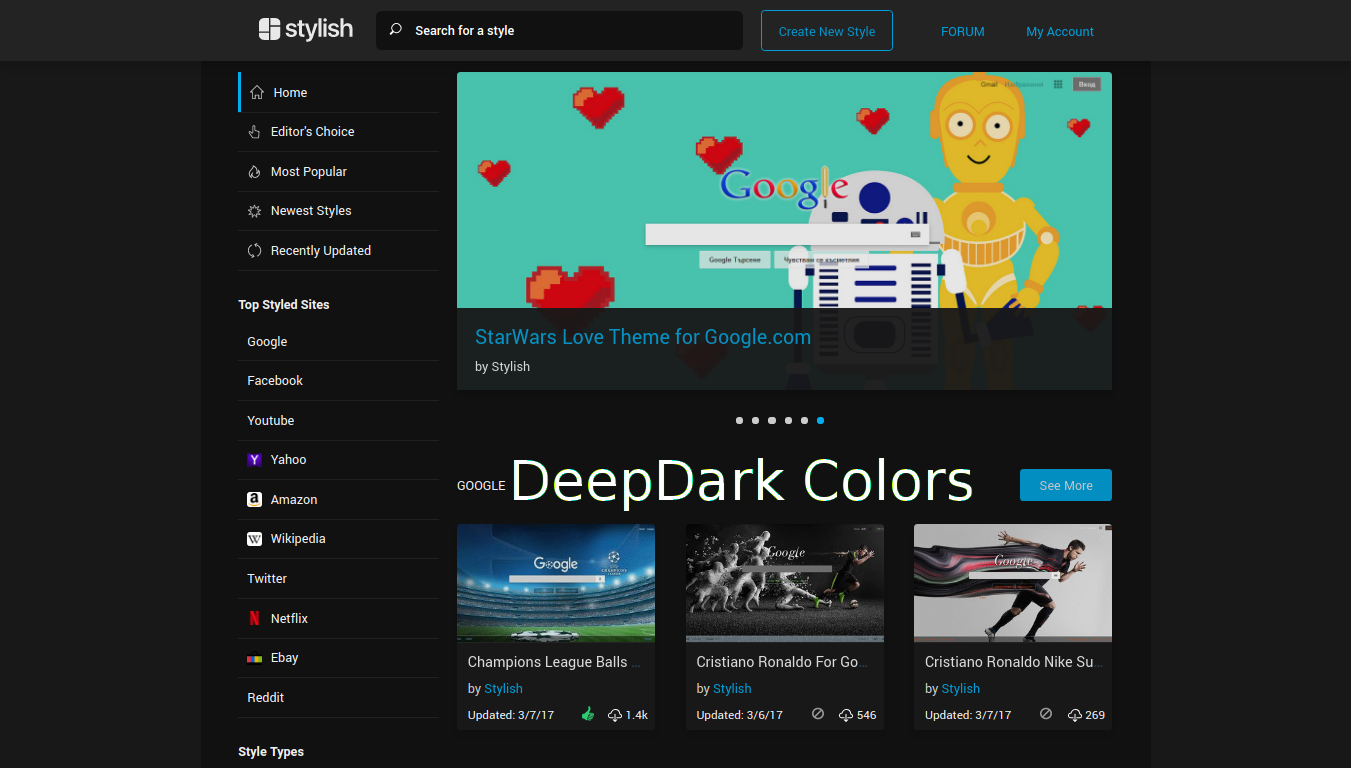 stylish
Search for a style
Create New Style
FORUM
My Account
Home
Editor's Choice
Most Popular
Newest Styles
Recently Updated
Top Styled Sites
Google
Facebook
Youtube
Yahoo
Amazon
Wikipedia
Twitter
Netflix
Ebay
Reddit
Style Types
Gmail Изображения Вход
Google
Google Търсене Чувствам се късметлия
StarWars Love Theme for Google.com
by Stylish
GOOGLE DeepDark Colors
See More
Google
CHAMPIONS LEAGUE
Champions League Balls ...
by Stylish
Updated: 3/7/17 1.4k
Google
Cristiano Ronaldo For Go...
by Stylish
Updated: 3/6/17 546
Google
Cristiano Ronaldo Nike Su...
by Stylish
Updated: 3/7/17 269